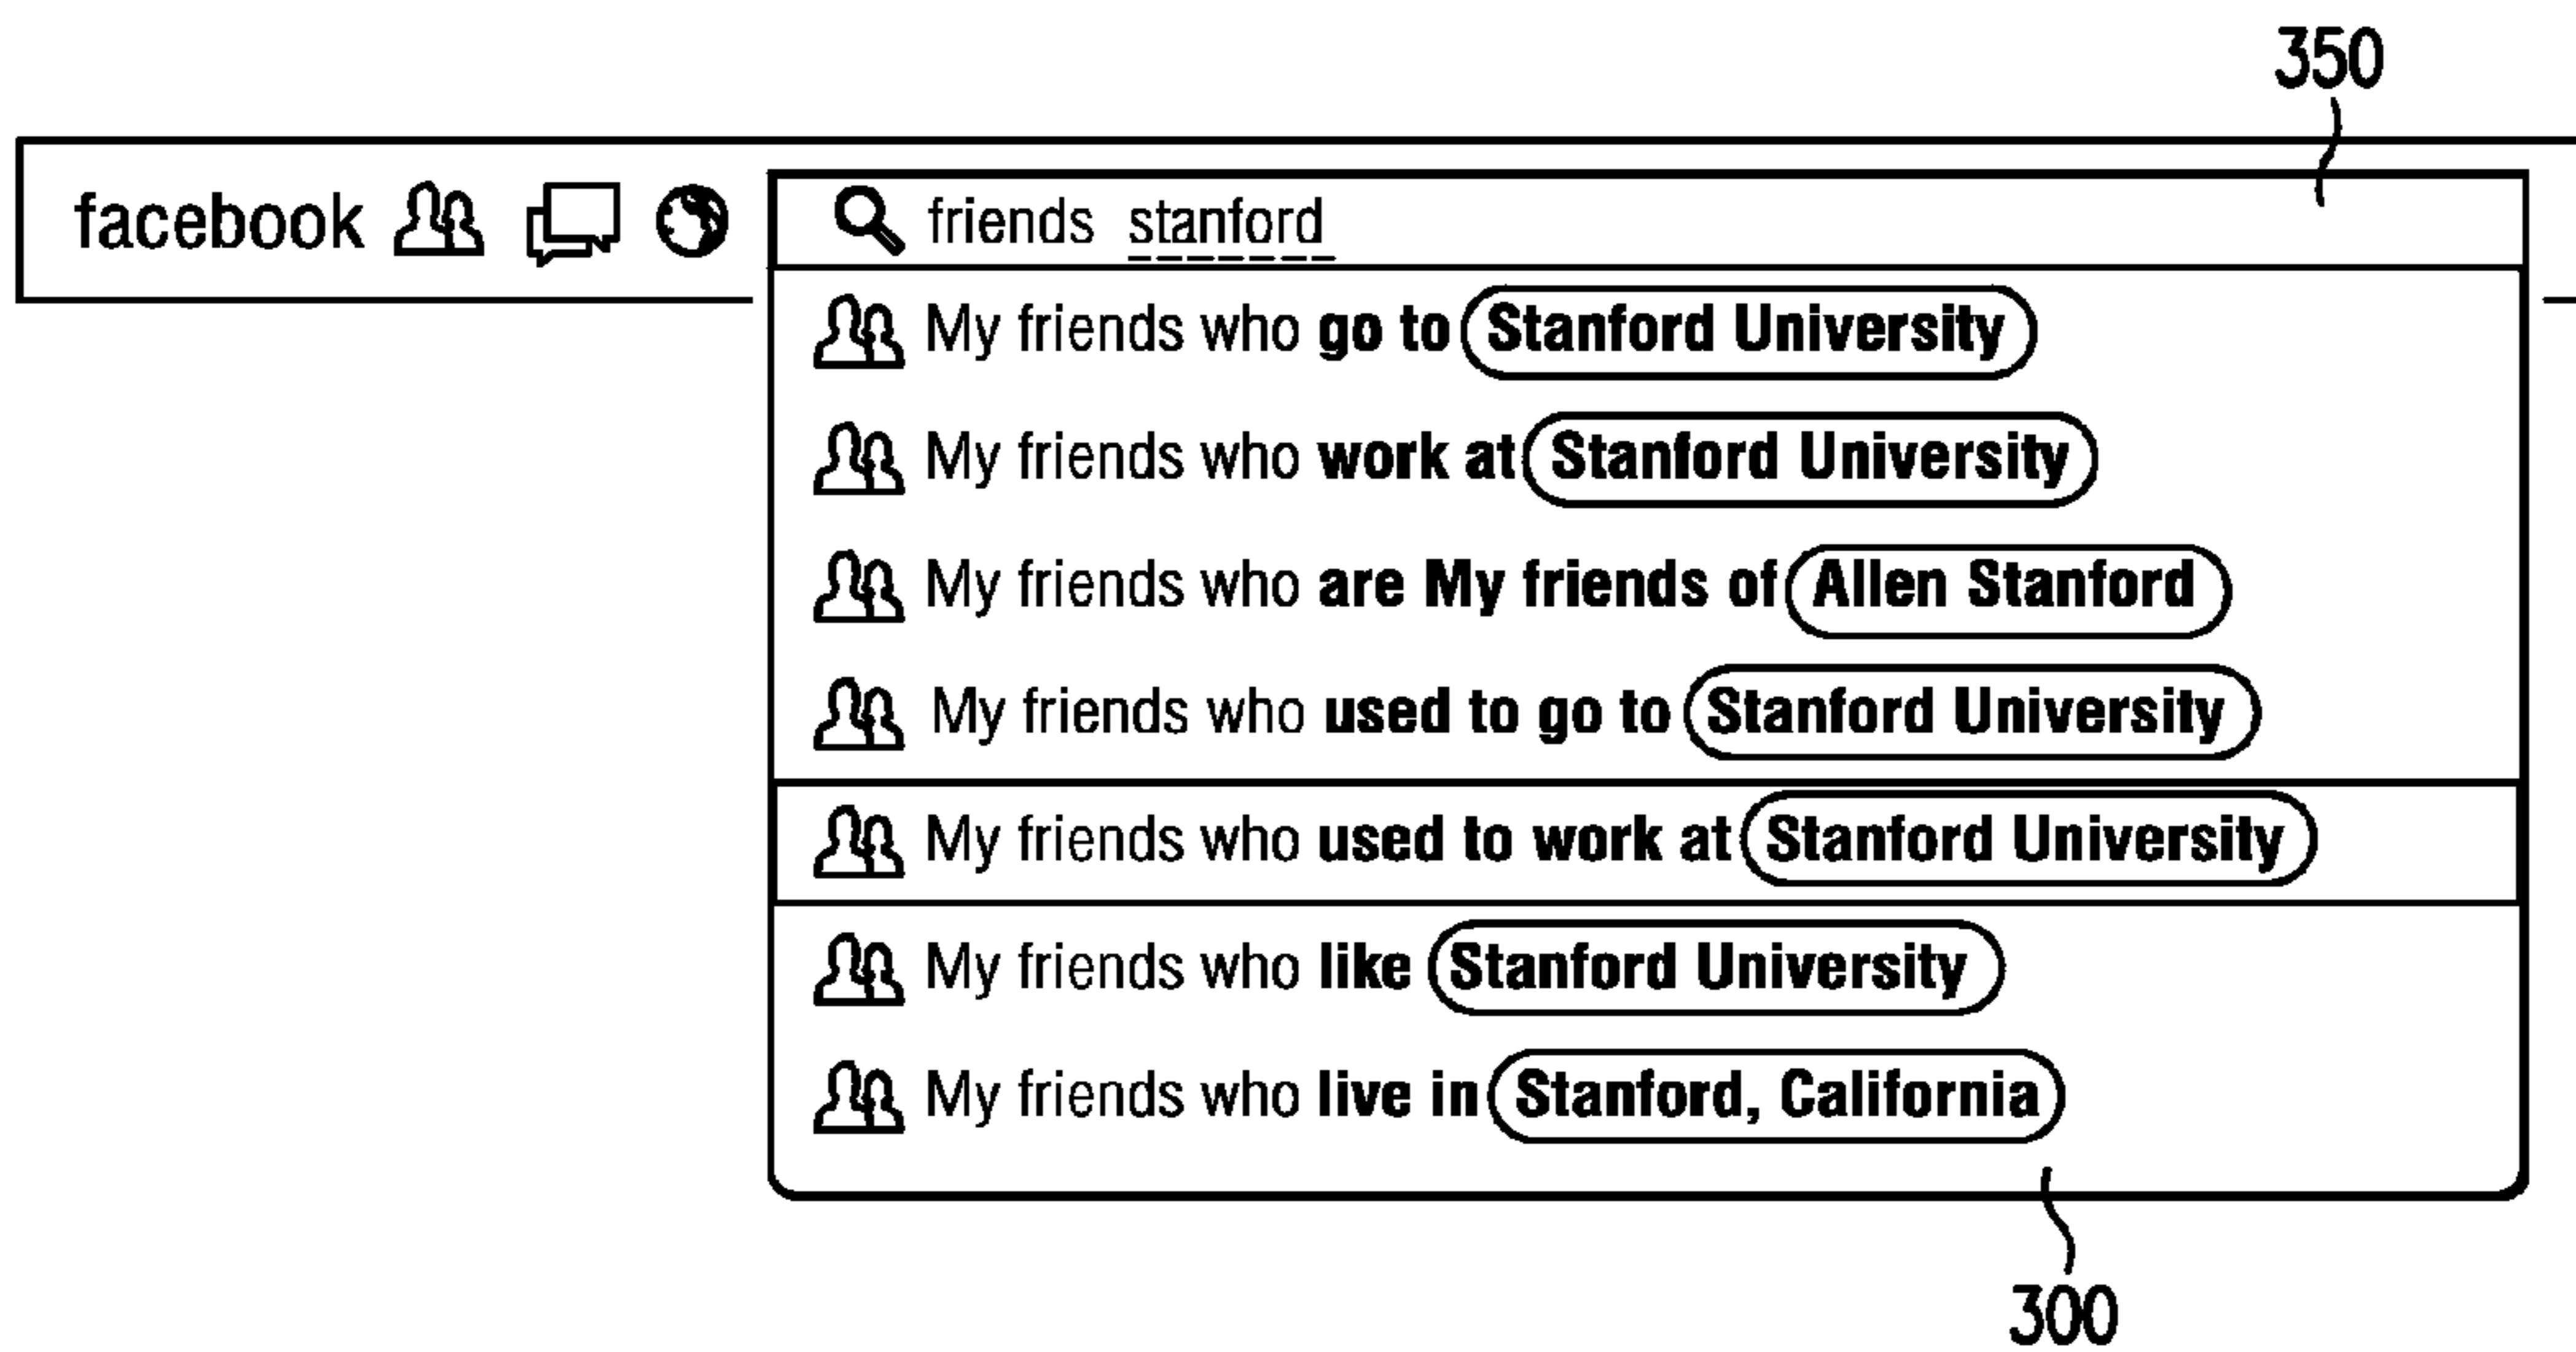 350
facebook friends stanford
My friends who go to Stanford University
My friends who work at Stanford University
My friends who are My friends of Allen Stanford
My friends who used to go to Stanford University
My friends who used to work at Stanford University
My friends who like Stanford University
My friends who live in Stanford, California
300